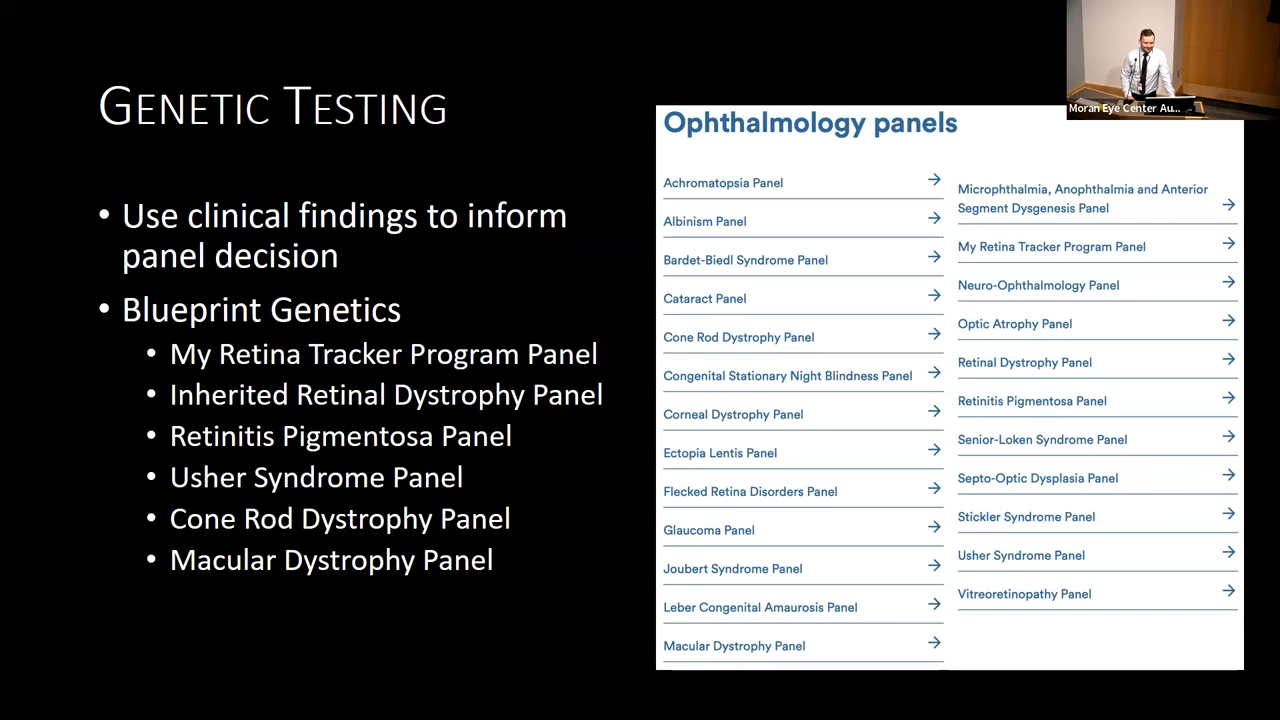 GENETIC TESTING
• Use clinical findings to inform
panel decision
• Blueprint Genetics
• My Retina Tracker Program Panel
• Inherited Retinal Dystrophy Panel
• Retinitis Pigmentosa Panel
• Usher Syndrome Panel
• Cone Rod Dystrophy Panel
• Macular Dystrophy Panel
Ophthalmology panels
Achromatopsia Panel
Albinism Panel
Bardet-Biedl Syndrome Panel
Cataract Panel
Cone Rod Dystrophy Panel
Congenital Stationary Night Blindness Panel
Corneal Dystrophy Panel
Ectopia Lentis Panel
Flecked Retina Disorders Panel
Glaucoma Panel
Joubert Syndrome Panel
Leber Congenital Amaurosis Panel
Macular Dystrophy Panel
Microphthalmia, Anophthalmia and Anterior
Segment Dysgenesis Panel
My Retina Tracker Program Panel
Neuro-Ophthalmology Panel
Optic Atrophy Panel
Retinal Dystrophy Panel
Retinitis Pigmentosa Panel
Senior-Loken Syndrome Panel
Septo-Optic Dysplasia Panel
Stickler Syndrome Panel
Usher Syndrome Panel
Vitreoretinopathy Panel
Moran Eye Center Au...